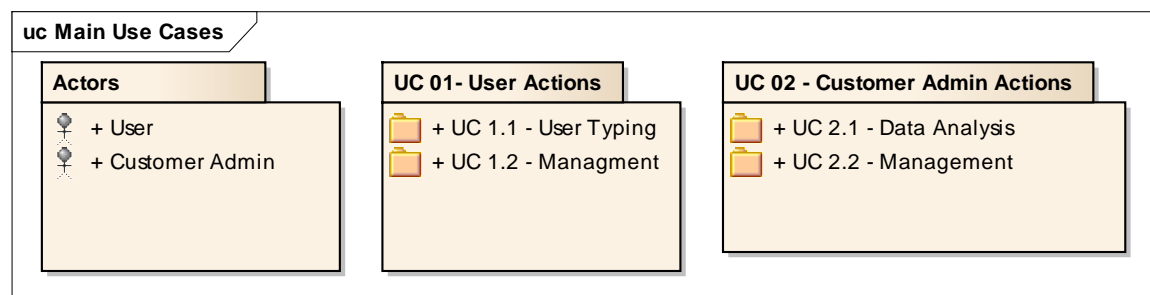 uc Main Use Cases
Actors
+ User
+ Customer Admin
UC 01- User Actions
+ UC 1.1 - User Typing
+ UC 1.2 - Managment
UC 02 - Customer Admin Actions
+ UC 2.1 - Data Analysis
+ UC 2.2 - Management